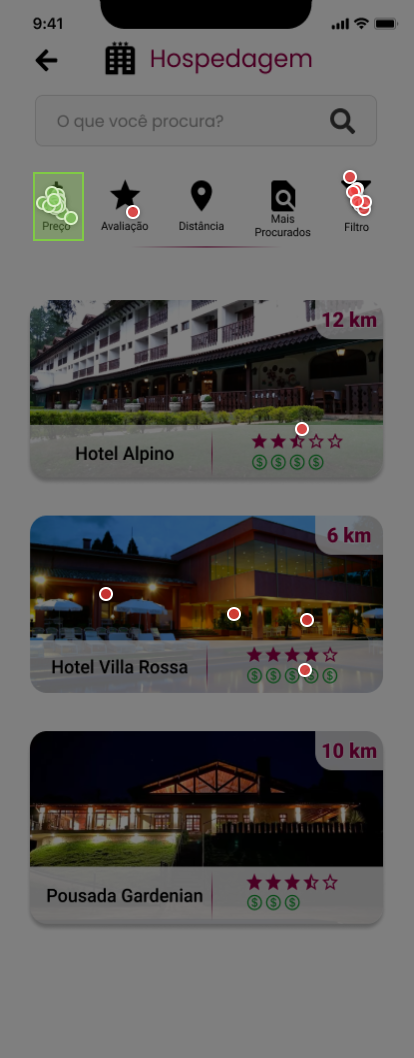 9:41
Hospedagem
O que você procura?
Preço
Avaliação
Distância
Mais
Procurados
Filtro
12 km
Hotel Alpino
6 km
Hotel Villa Rossa
10 km
Pousada Gardenian